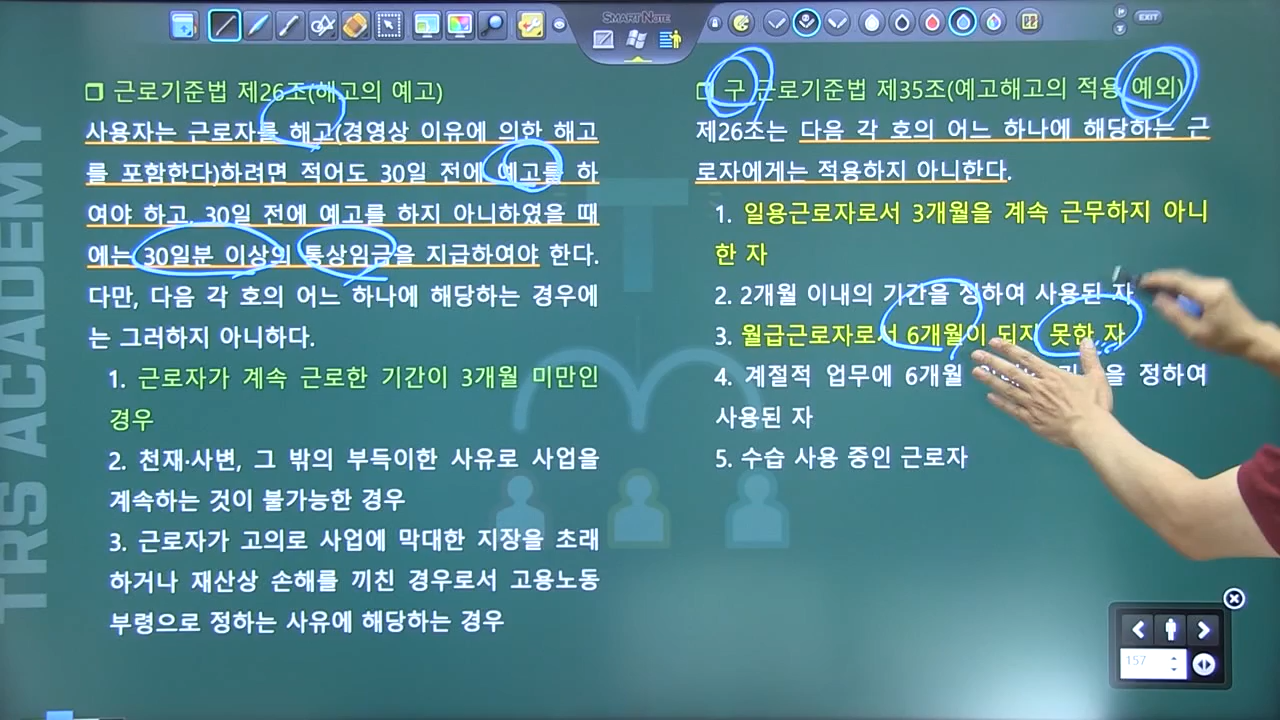 SMART NOTE
EXIT
TRS ACADEMY
근로기준법 제26조(해고의 예고)
사용자는 근로자를 해고(경영상 이유에 의한 해고
를 포함한다)하려면 적어도 30일 전에 예고를 하
여야 하고, 30일 전에 예고를 하지 아니하였을 때
에는 30일분 이상의 통상임금을 지급하여야 한다.
다만, 다음 각 호의 어느 하나에 해당하는 경우에
는 그러하지 아니하다.
1. 근로자가 계속 근로한 기간이 3개월 미만인
경우
2. 천재·사변, 그 밖의 부득이한 사유로 사업을
계속하는 것이 불가능한 경우
3. 근로자가 고의로 사업에 막대한 지장을 초래
하거나 재산상 손해를 끼친 경우로서 고용노동
부령으로 정하는 사유에 해당하는 경우
구 근로기준법 제35조(예고해고의 적용 예외)
제26조는 다음 각 호의 어느 하나에 해당하는 근
로자에게는 적용하지 아니한다.
1. 일용근로자로서 3개월을 계속 근무하지 아니
한 자
2. 2개월 이내의 기간을 정하여 사용된 자
3. 월급근로자로서 6개월이 되지 못한 자
4. 계절적 업무에 6개월 을 정하여
사용된 자
5. 수습 사용 중인 근로자
157